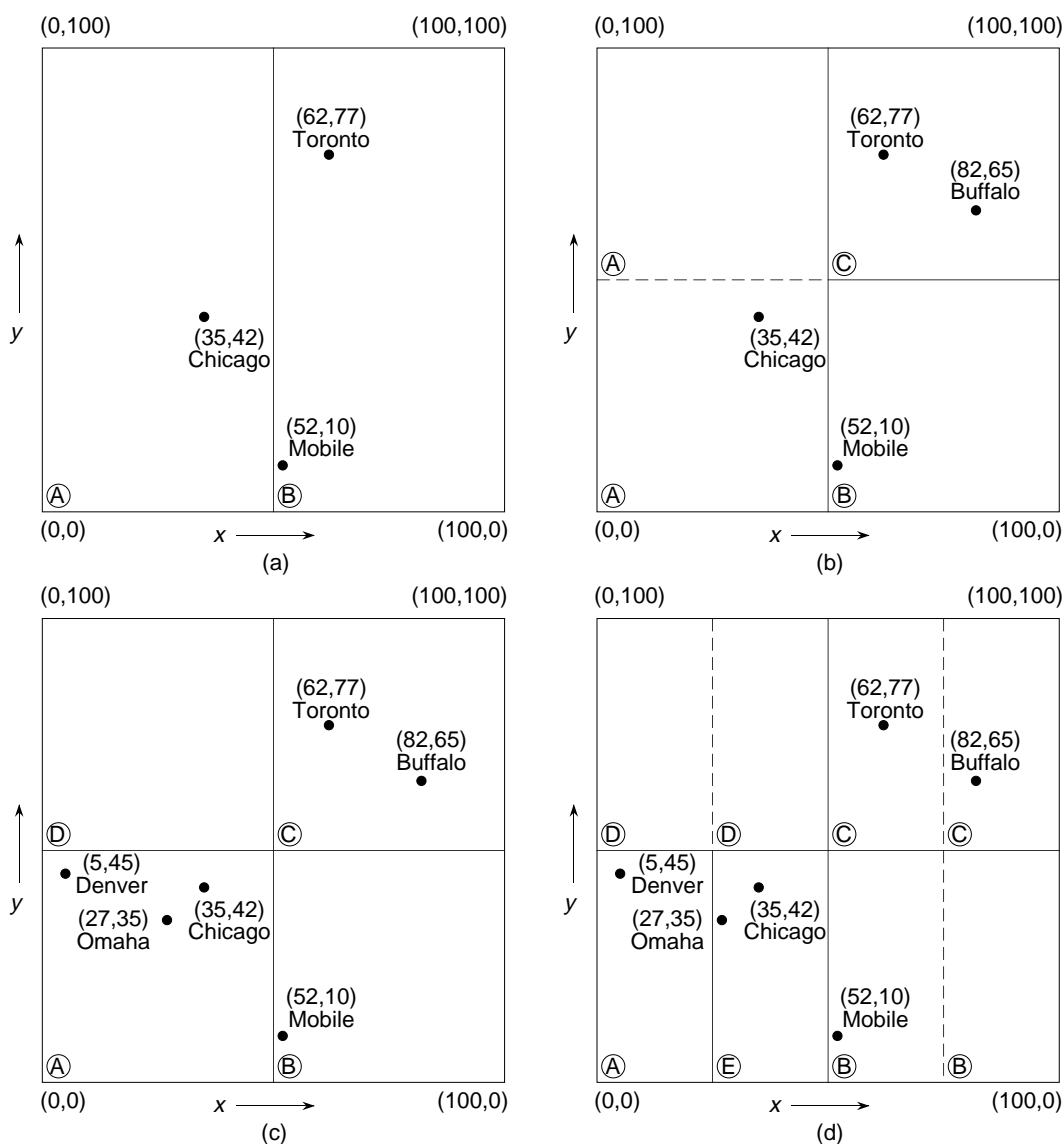 (0,100) (100,100)
(62,77)
Toronto
(35,42)
Chicago
(52,10)
Mobile
A B
y
(0,0) x (100,0)
(a)
(0,100) (100,100)
(62,77)
Toronto
(82,65)
Buffalo
A C
(35,42)
Chicago
(52,10)
Mobile
A B
y
(0,0) x (100,0)
(b)
(0,100) (100,100)
(62,77)
Toronto
(82,65)
Buffalo
D C
(5,45)
Denver
(27,35)
Omaha
(35,42)
Chicago
(52,10)
Mobile
A B
y
(0,0) x (100,0)
(c)
(0,100) (100,100)
(62,77)
Toronto
(82,65)
Buffalo
D D C C
(5,45)
Denver
(27,35)
Omaha
(35,42)
Chicago
(52,10)
Mobile
A E B B
y
(0,0) x (100,0)
(d)